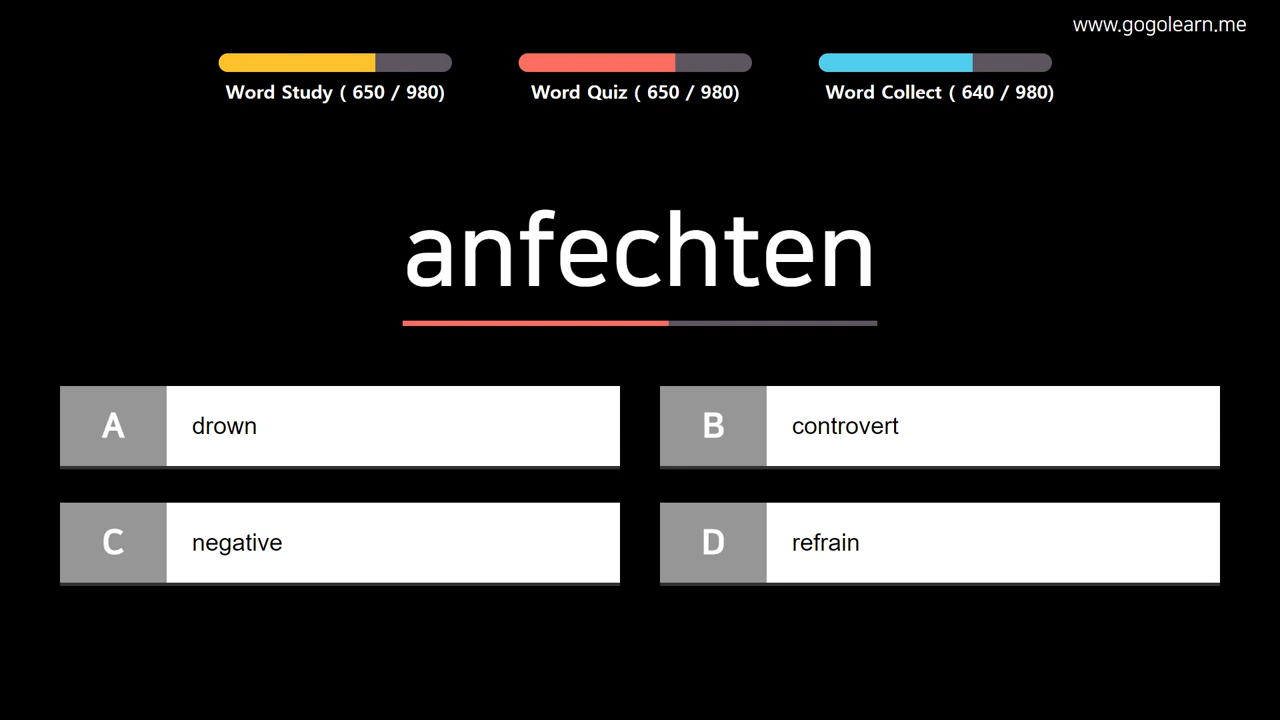 www.gogolearn.me
Word Study ( 650 / 980)
Word Quiz ( 650 / 980)
Word Collect ( 640 / 980)
anfechten
A drown
B controvert
C negative
D refrain